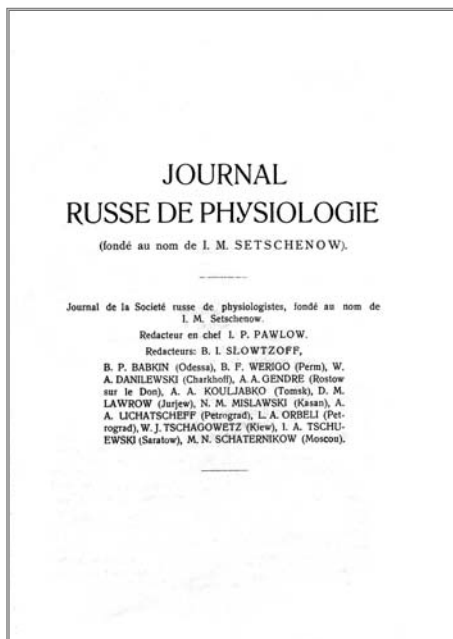 JOURNAL
RUSSE DE PHYSIOLOGIE
(fondé au nom de I. M. SETSCHENOW).
Journal de la Societé russe de physiologistes, fondé au nom de
I. M. Setschenow.
Redacteur en chef I. P. PAWLOW.
Redacteurs: B. I. SLOWTZOFF,
B. P. BABKIN (Odessa), B. F. WERIGO (Perm), W.
A. DANILEWSKI (Charkhoff), A. A. GENDRE (Rostow
sur le Don), A. A. KOULJABKO (Tomsk), D. M.
LAWROW (Jurjew), N. M. MISLAWSKI (Kasan), A.
A. LICHATSCHEFF (Petrograd), L. A. ORBELI (Pet-
rograd), W. J. TSCHAGOWETZ (Kiew), I. A. TSCHU-
EWSKI (Saratow), M. N. SCHATERNIKOW (Moscou).